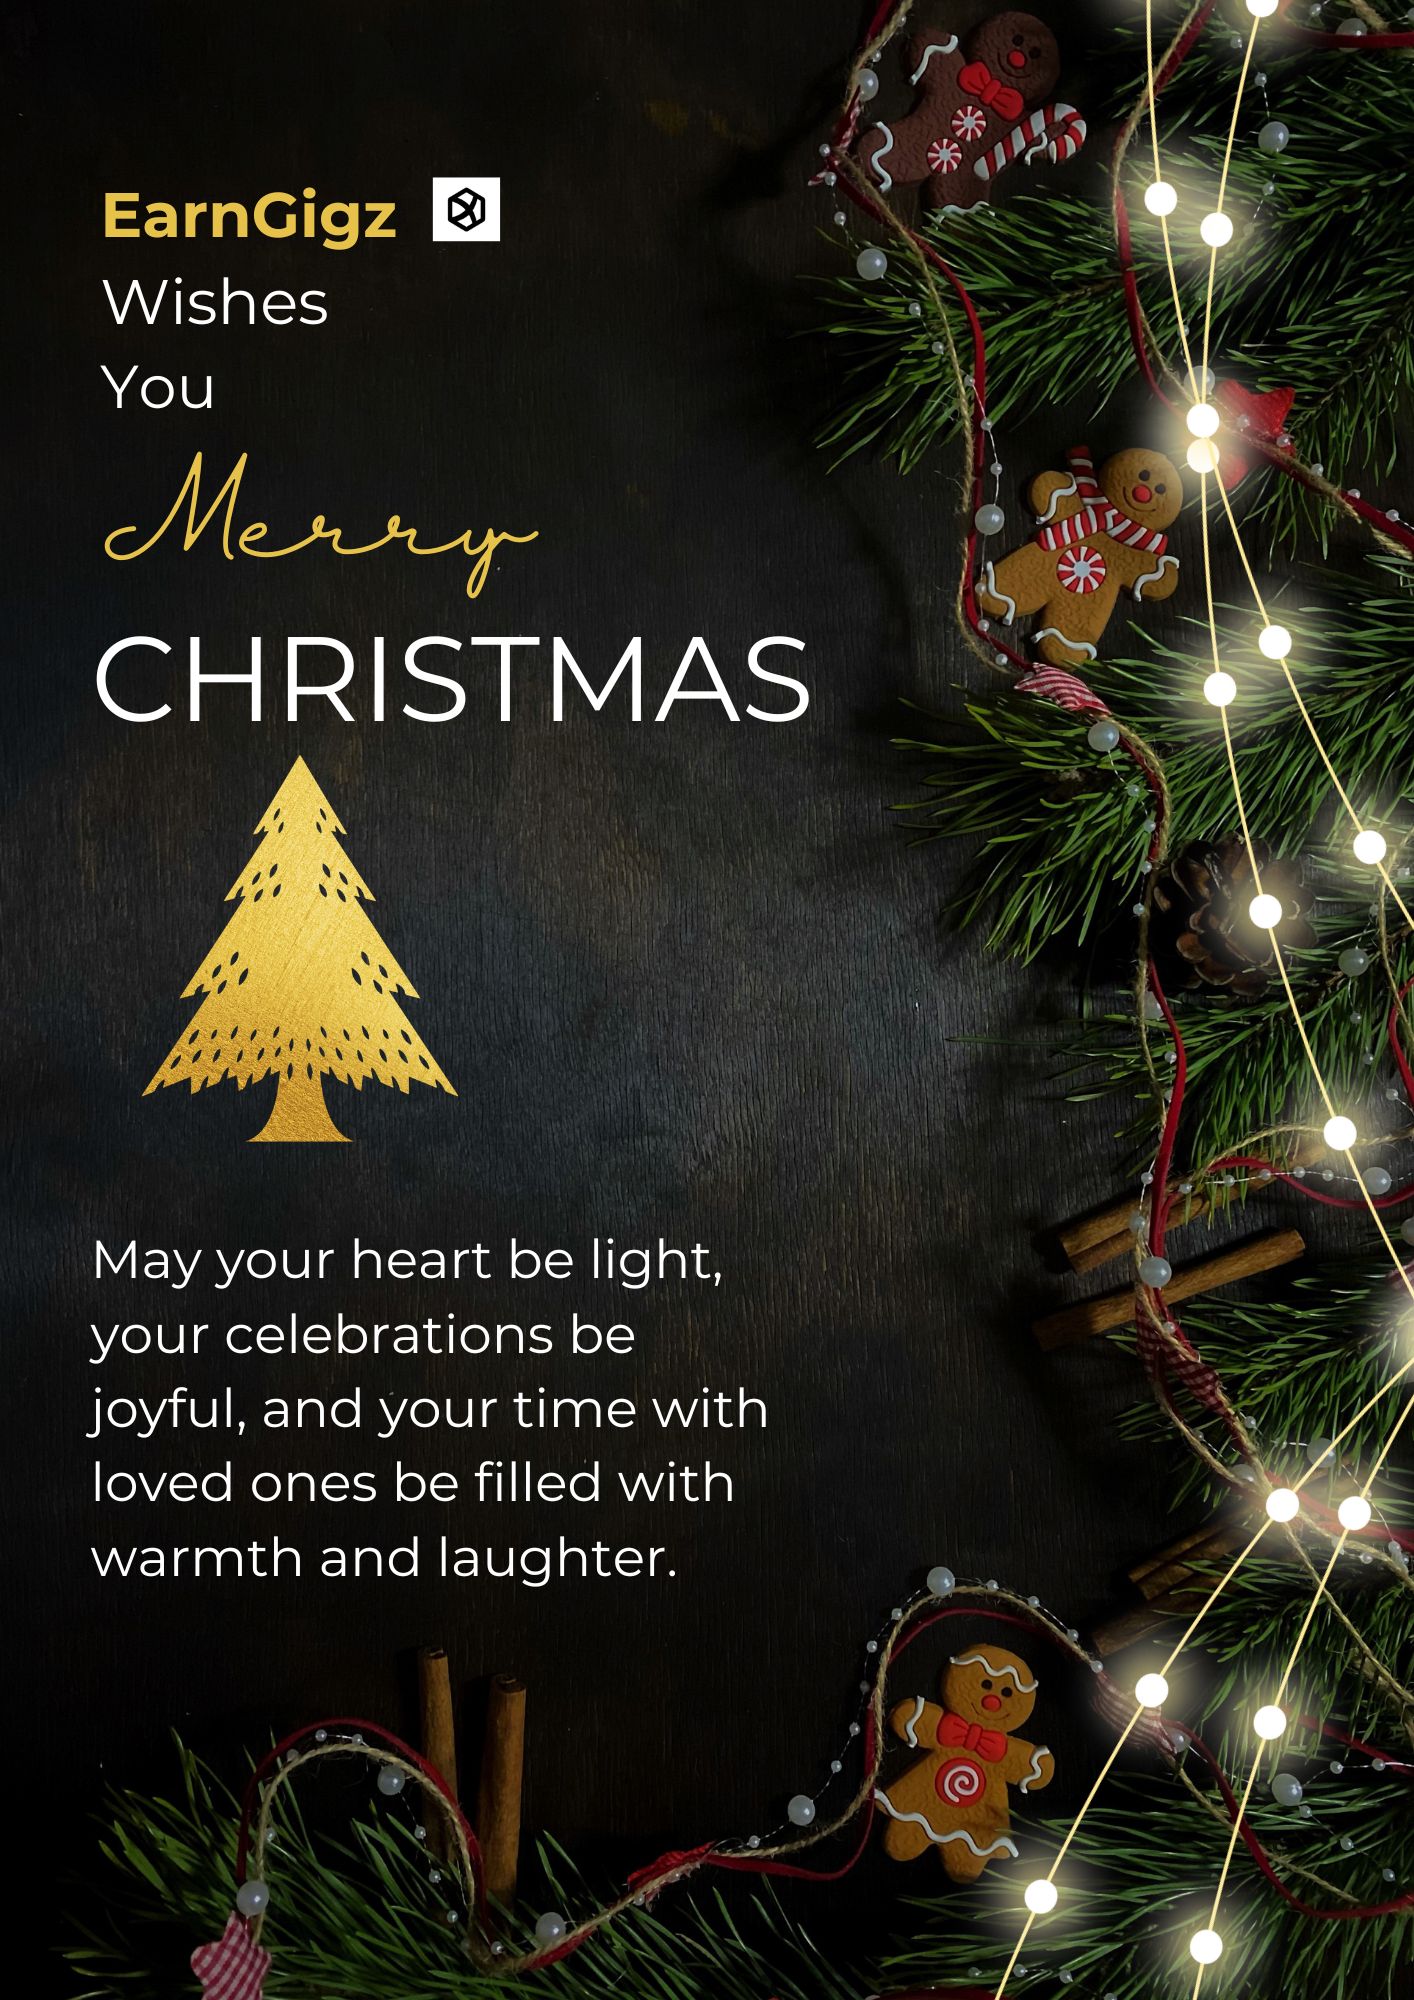 EarnGigz
Wishes
You
Merry
CHRISTMAS
May your heart be light,
your celebrations be
joyful, and your time with
loved ones be filled with
warmth and laughter.